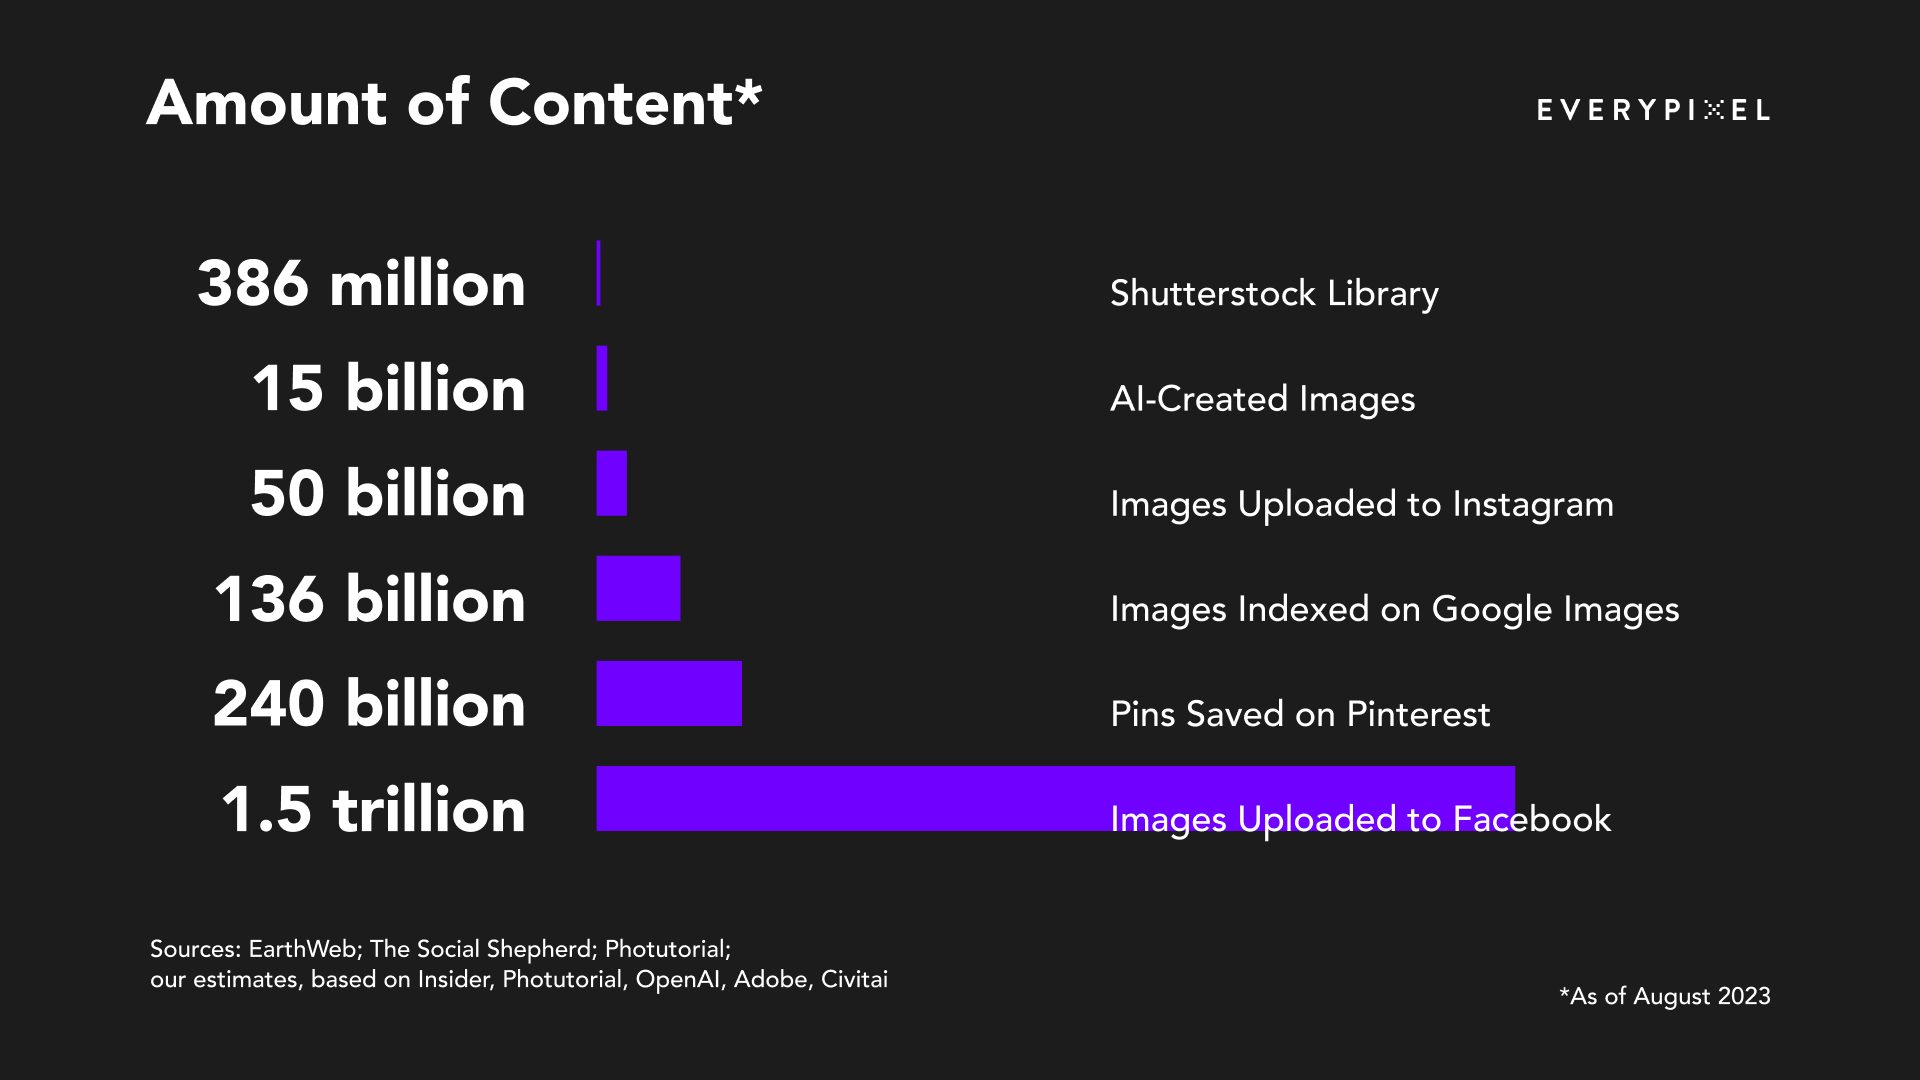 Amount of Content*
EVERYPIXEL
386 million
Shutterstock Library
15 billion
AI-Created Images
50 billion
Images Uploaded to Instagram
136 billion
Images Indexed on Google Images
240 billion
Pins Saved on Pinterest
1.5 trillion
Images Uploaded to Facebook
Sources: EarthWeb; The Social Shepherd; Photutorial;
our estimates, based on Insider, Photutorial, OpenAI, Adobe, Civitai
*As of August 2023